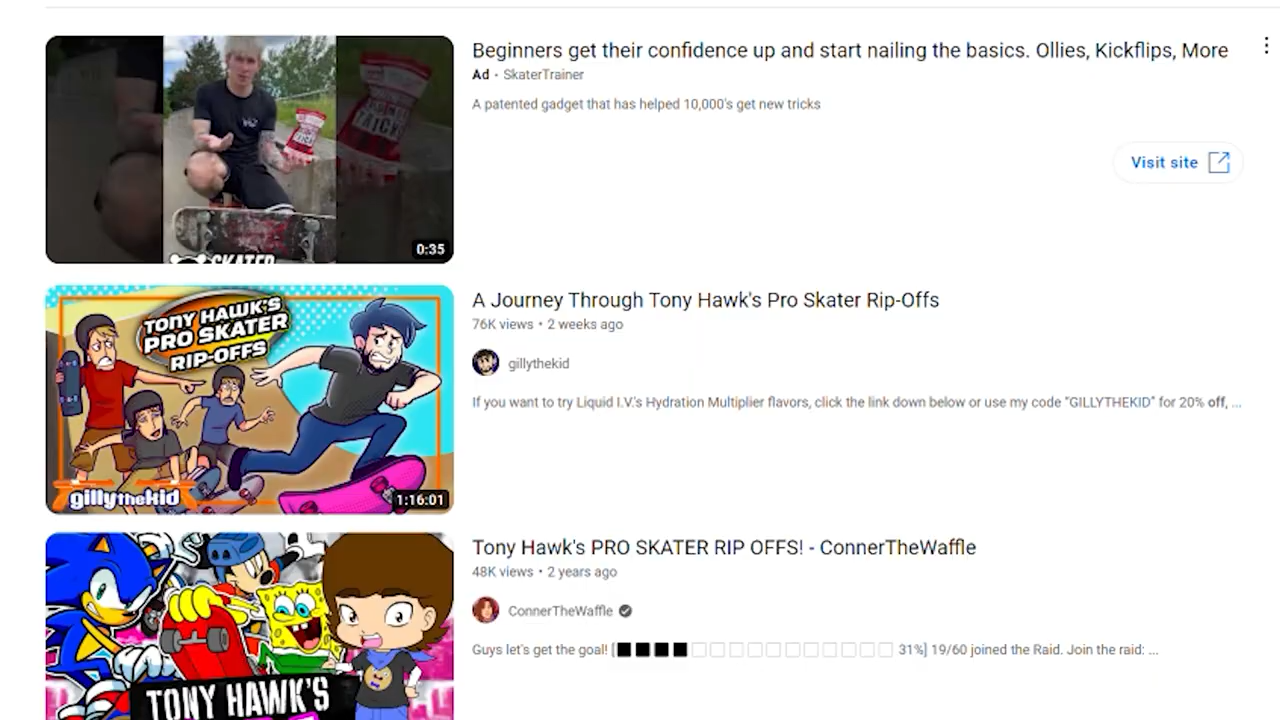 Beginners get their confidence up and start nailing the basics. Ollies, Kickflips, More
Ad · SkaterTrainer
A patented gadget that has helped 10,000's get new tricks
Visit site
TRICKS
SKATER
0:35
TONY HAWK'S
PRO SKATER
RIP-OFFS
gillythekid
1:16:01
A Journey Through Tony Hawk's Pro Skater Rip-Offs
76K views • 2 weeks ago
gillythekid
If you want to try Liquid I.V.'s Hydration Multiplier flavors, click the link down below or use my code "GILLYTHEKID" for 20% off, ...
TONY HAWK'S
Tony Hawk's PRO SKATER RIP OFFS! - ConnerTheWaffle
48K views • 2 years ago
ConnerTheWaffle
Guys let's get the goal! [■■■■□□□□□□□□□□□ 31%] 19/60 joined the Raid. Join the raid: ...